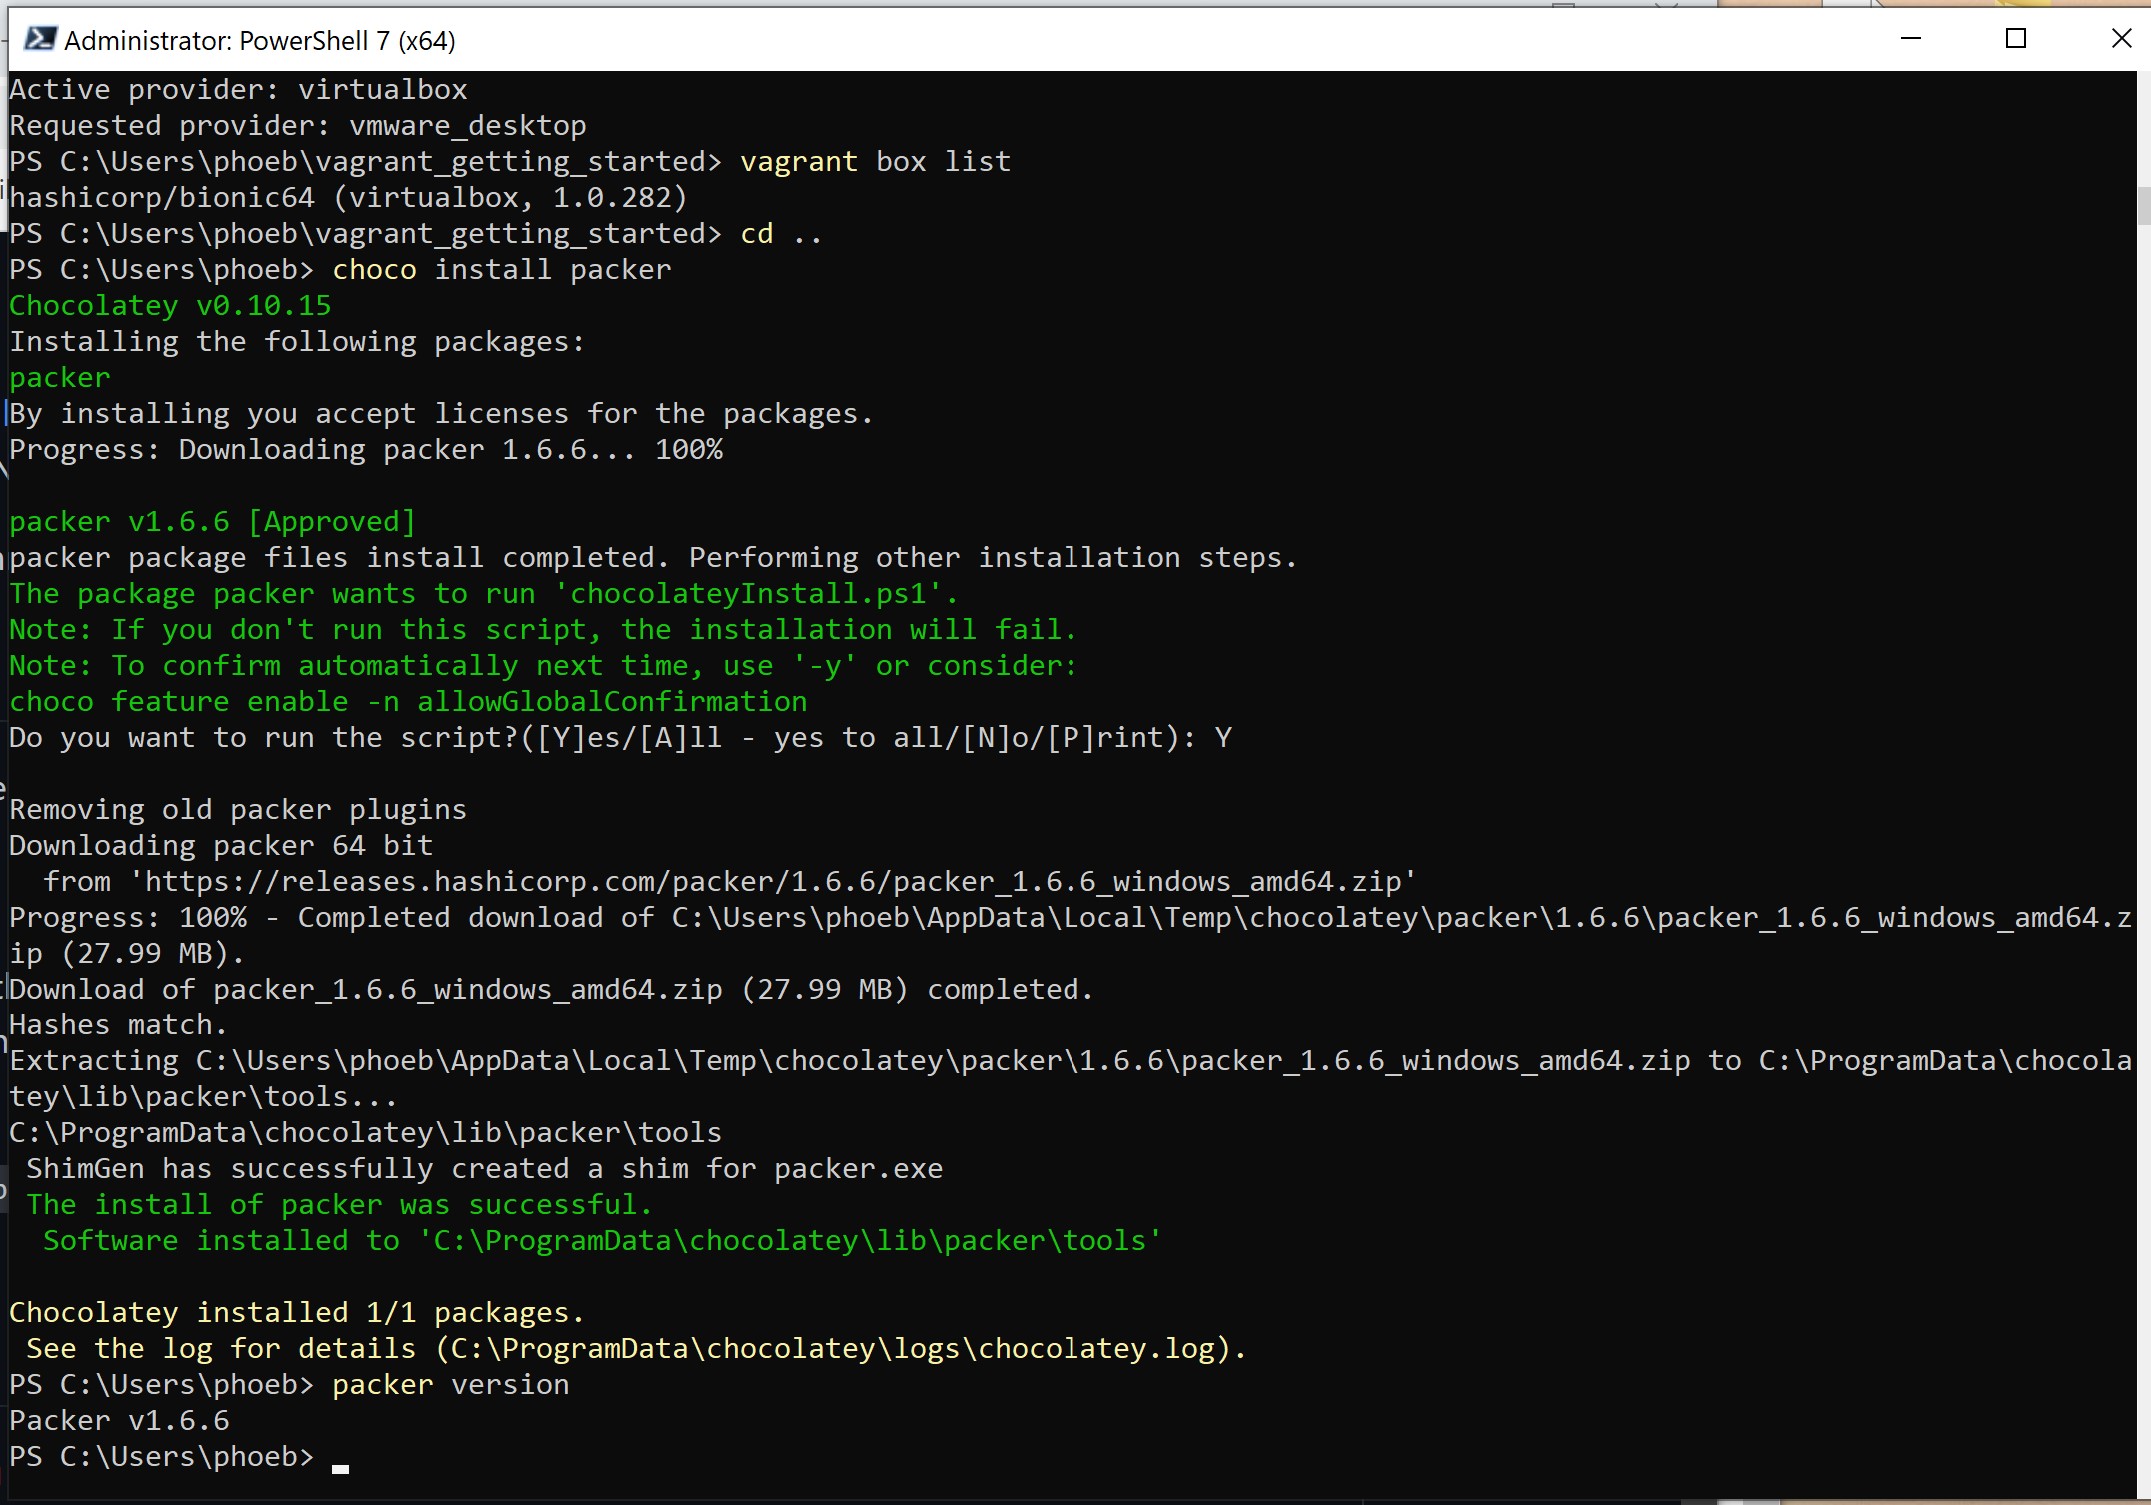 Administrator: PowerShell 7 (x64)
Active provider: virtualbox
Requested provider: vmware_desktop
PS C:\Users\phoeb\vagrant_getting_started> vagrant box list
hashicorp/bionic64 (virtualbox, 1.0.282)
PS C:\Users\phoeb\vagrant_getting_started> cd ..
PS C:\Users\phoeb> choco install packer
Chocolatey v0.10.15
Installing the following packages:
packer
By installing you accept licenses for the packages.
Progress: Downloading packer 1.6.6... 100%
packer v1.6.6 [Approved]
packer package files install completed. Performing other installation steps.
The package packer wants to run 'chocolateyInstall.ps1'.
Note: If you don't run this script, the installation will fail.
Note: To confirm automatically next time, use '-y' or consider:
choco feature enable -n allowGlobalConfirmation
Do you want to run the script?([Y]es/[A]ll - yes to all/[N]o/[P]rint): Y
Removing old packer plugins
Downloading packer 64 bit
  from 'https://releases.hashicorp.com/packer/1.6.6/packer_1.6.6_windows_amd64.zip'
Progress: 100% - Completed download of C:\Users\phoeb\AppData\Local\Temp\chocolatey\packer\1.6.6\packer_1.6.6_windows_amd64.z
ip (27.99 MB).
Download of packer_1.6.6_windows_amd64.zip (27.99 MB) completed.
Hashes match.
Extracting C:\Users\phoeb\AppData\Local\Temp\chocolatey\packer\1.6.6\packer_1.6.6_windows_amd64.zip to C:\ProgramData\chocola
tey\lib\packer\tools...
C:\ProgramData\chocolatey\lib\packer\tools
 ShimGen has successfully created a shim for packer.exe
 The install of packer was successful.
  Software installed to 'C:\ProgramData\chocolatey\lib\packer\tools'
Chocolatey installed 1/1 packages.
 See the log for details (C:\ProgramData\chocolatey\logs\chocolatey.log).
PS C:\Users\phoeb> packer version
Packer v1.6.6
PS C:\Users\phoeb>